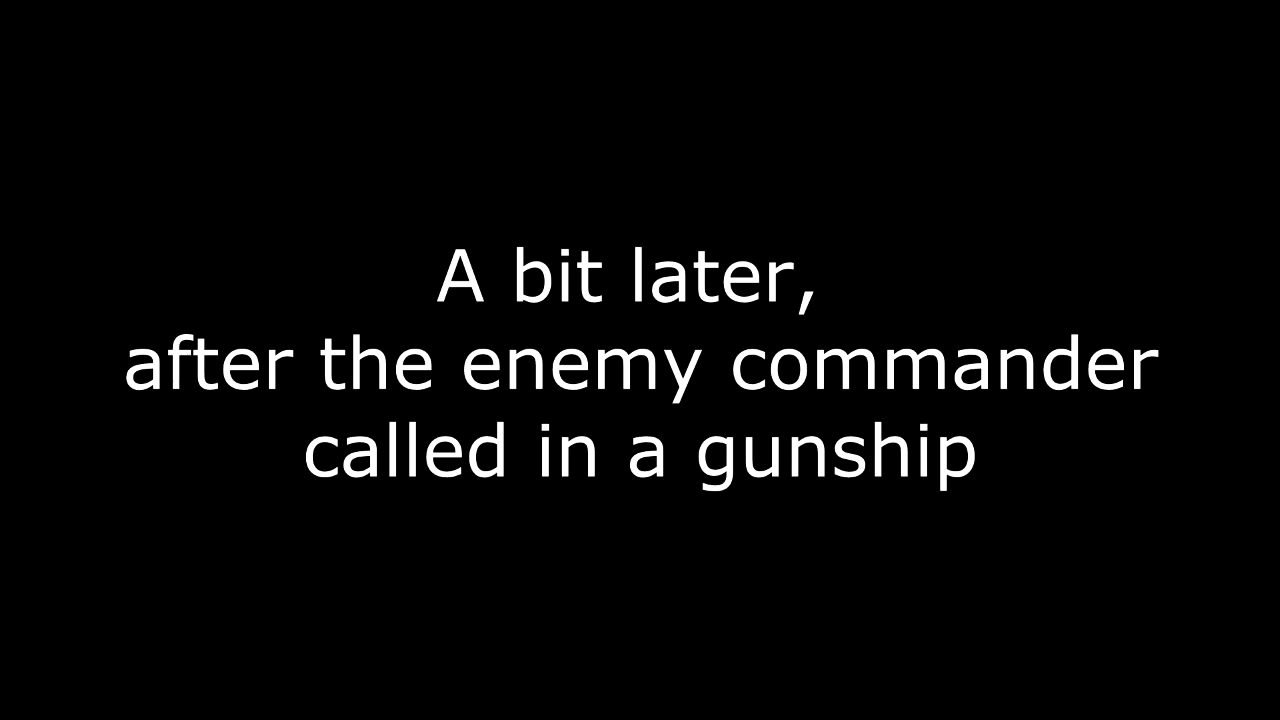 A bit later,
after the enemy commander
called in a gunship